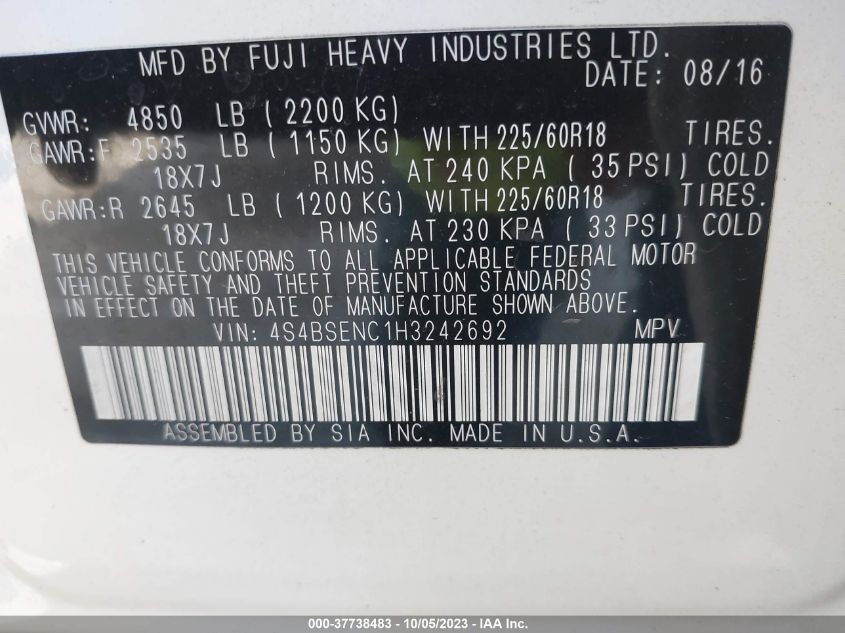 MFD BY FUJI HEAVY INDUSTRIES LTD.
DATE: 08/16
GVWR: 4850 LB ( 2200 KG)
GAWR:F 2535 LB ( 1150 KG) WITH 225/60R18 TIRES.
18X7J RIMS. AT 240 KPA ( 35 PSI) COLD
GAWR:R 2645 LB ( 1200 KG) WITH 225/60R18 TIRES.
18X7J RIMS. AT 230 KPA ( 33 PSI) COLD
THIS VEHICLE CONFORMS TO ALL APPLICABLE FEDERAL MOTOR
VEHICLE SAFETY AND THEFT PREVENTION STANDARDS
IN EFFECT ON THE DATE OF MANUFACTURE SHOWN ABOVE.
VIN: 4S4BSENC1H3242692 MPV
ASSEMBLED BY SIA INC. MADE IN U.S.A.
000-37738483 - 10/05/2023 - IAA Inc.